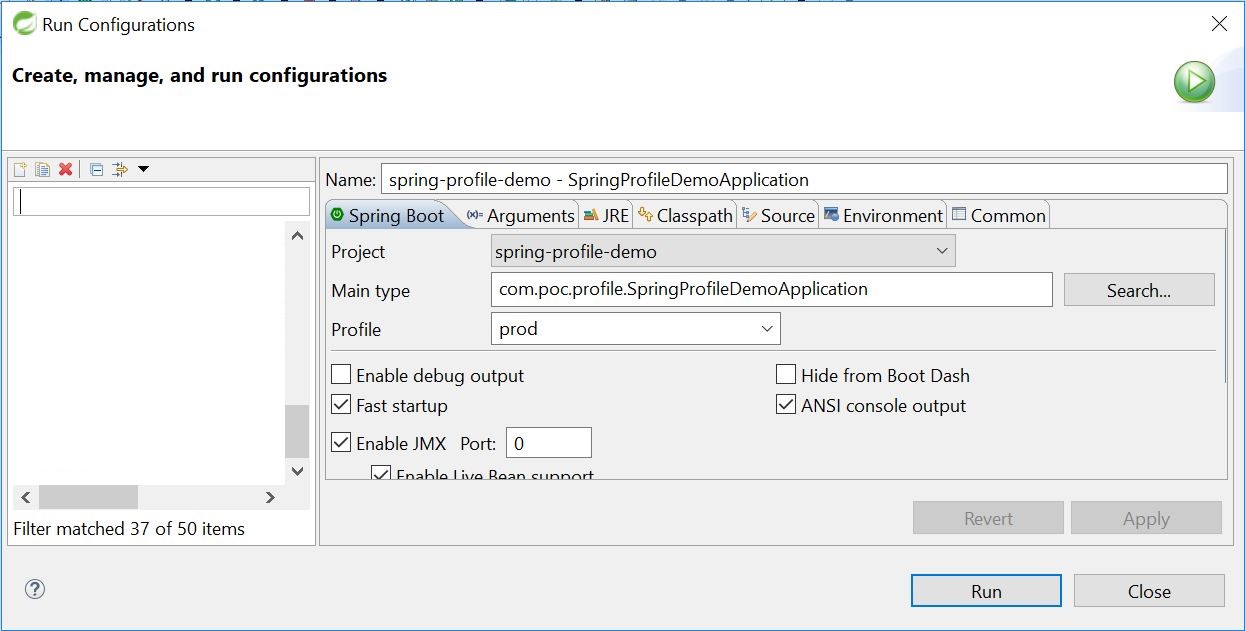 Run Configurations
Create, manage, and run configurations
Name: spring-profile-demo - SpringProfileDemoApplication
Spring Boot (x)= Arguments JRE Classpath Source Environment Common
Project spring-profile-demo
Main type com.poc.profile.SpringProfileDemoApplication Search...
Profile prod
Enable debug output Hide from Boot Dash
Fast startup ANSI console output
Enable JMX Port: 0
Enable Live Bean support
Filter matched 37 of 50 items
Revert Apply
? Run Close